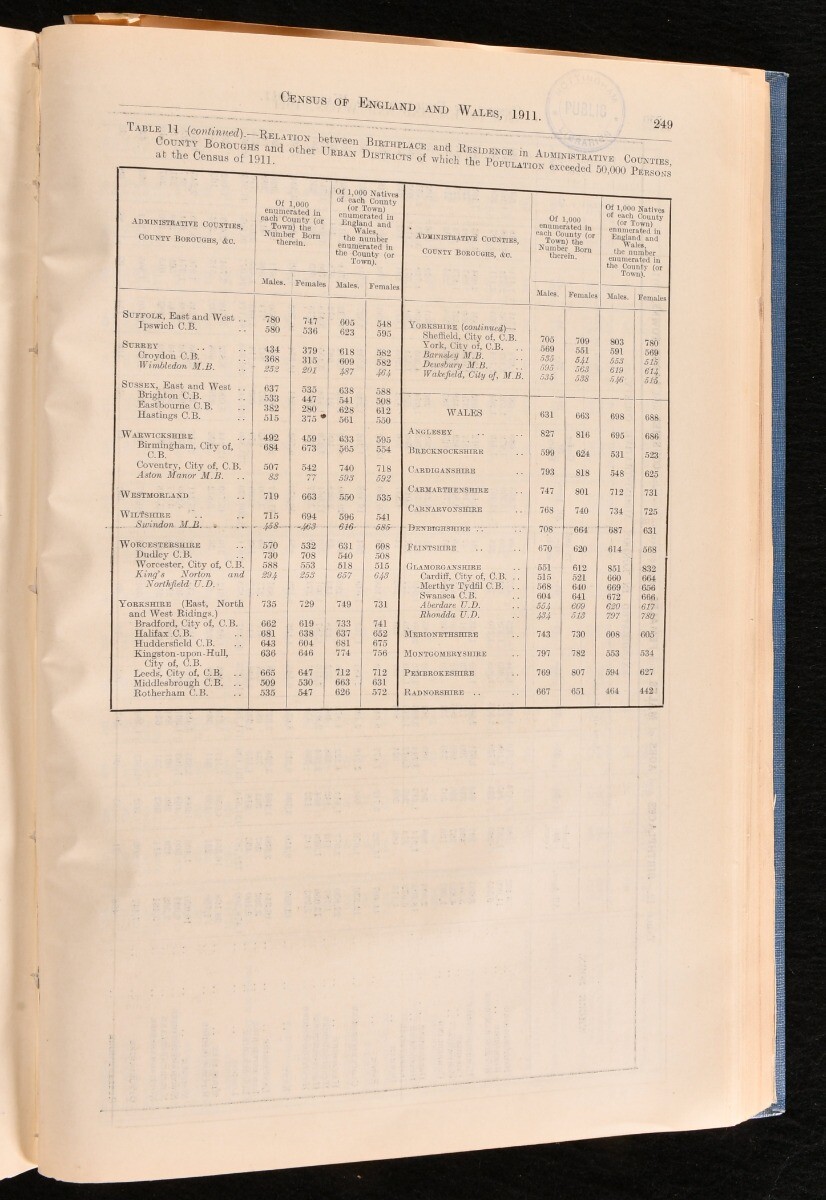 CENSUS OF ENGLAND AND WALES, 1911.
249
PUBLIC
TABLE 11 (continued).—RELATION between BIRTHPLACE and RESIDENCE in ADMINISTRATIVE COUNTIES,
COUNTY BOROUGHS and other URBAN DISTRICTS of which the POPULATION exceeded 50,000 PERSONS
at the Census of 1911.
ADMINISTRATIVE COUNTIES,
COUNTY BOROUGHS, &C.
Of 1,000
enumerated in
each County (or
Town) the
Number Born
therein.
Of 1,000 Natives
of each County
(or Town)
enumerated in
England and
Wales,
the number
enumerated in
the County (or
Town).
Males. Females Males. Females
SUFFOLK, East and West .. 780 747 605 548
Ipswich C.B. .. 580 536 623 595
SURREY .. .. 434 379 618 582
Croydon C.B. .. 368 315 609 582
Wimbledon M.B. .. 252 201 487 464
SUSSEX, East and West .. 637 535 638 588
Brighton C.B. .. 533 447 541 508
Eastbourne C.B. .. 382 280 628 612
Hastings C.B. .. 515 375 561 550
WARWICKSHIRE .. 492 459 633 595
Birmingham, City of, 684 673 565 554
C.B.
Coventry, City of, C.B. 507 542 740 718
Aston Manor M.B. .. 83 77 593 592
WESTMORLAND .. 719 663 550 535
WILTSHIRE .. .. 715 694 596 541
Swindon M.B. .. 458 463 616 585
WORCESTERSHIRE .. 570 532 631 608
Dudley C.B. .. 730 708 540 508
Worcester, City of, C.B. 588 553 518 515
King's Norton and 294 253 657 643
Northfield U.D.
YORKSHIRE (East, North 735 729 749 731
and West Ridings.)
Bradford, City of, C.B. 662 619 733 741
Halifax C.B. .. 681 638 637 652
Huddersfield C.B. .. 643 604 681 675
Kingston-upon-Hull, 636 646 774 756
City of, C.B.
Leeds, City of, C.B. .. 665 647 712 712
Middlesbrough C.B. .. 509 530 663 631
Rotherham C.B. .. 535 547 626 572
ADMINISTRATIVE COUNTIES,
COUNTY BOROUGHS, &C.
Of 1,000
enumerated in
each County (or
Town) the
Number Born
therein.
Of 1,000 Natives
of each County
(or Town)
enumerated in
England and
Wales,
the number
enumerated in
the County (or
Town).
Males. Females Males. Females
YORKSHIRE (continued)—
Sheffield, City of, C.B. 705 709 803 780
York, City of, C.B. .. 569 551 591 569
Barnsley M.B. .. 535 541 553 515
Dewsbury M.B. .. 595 563 619 614
Wakefield, City of, M.B. 535 538 546 515
WALES 631 663 698 688
ANGLESEY .. .. 827 816 695 686
BRECKNOCKSHIRE .. 599 624 531 523
CARDIGANSHIRE .. 793 818 548 625
CARMARTHENSHIRE .. 747 801 712 731
CARNARVONSHIRE .. 768 740 734 725
DENBIGHSHIRE .. .. 708 664 687 631
FLINTSHIRE .. .. 670 620 614 568
GLAMORGANSHIRE .. 551 612 851 832
Cardiff, City of, C.B. .. 515 521 660 664
Merthyr Tydfil C.B. .. 568 640 669 656
Swansea C.B. .. 604 641 672 666
Aberdare U.D. .. 554 609 620 617
Rhondda U.D. .. 434 513 797 780
MERIONETHSHIRE .. 743 730 608 605
MONTGOMERYSHIRE .. 797 782 553 534
PEMBROKESHIRE .. 769 807 594 627
RADNORSHIRE .. .. 667 651 464 442